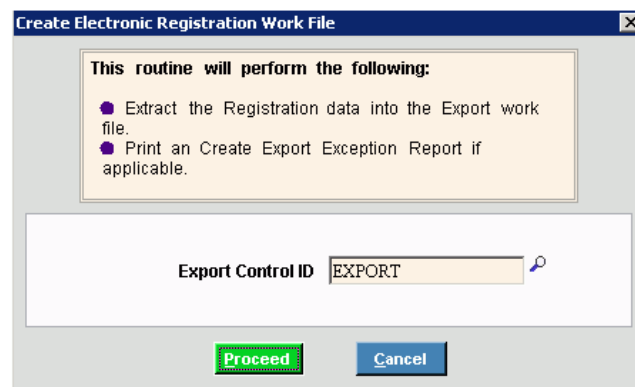 Create Electronic Registration Work File
This routine will perform the following:
Extract the Registration data into the Export work
file.
Print an Create Export Exception Report if
applicable.
Export Control ID EXPORT
Proceed Cancel